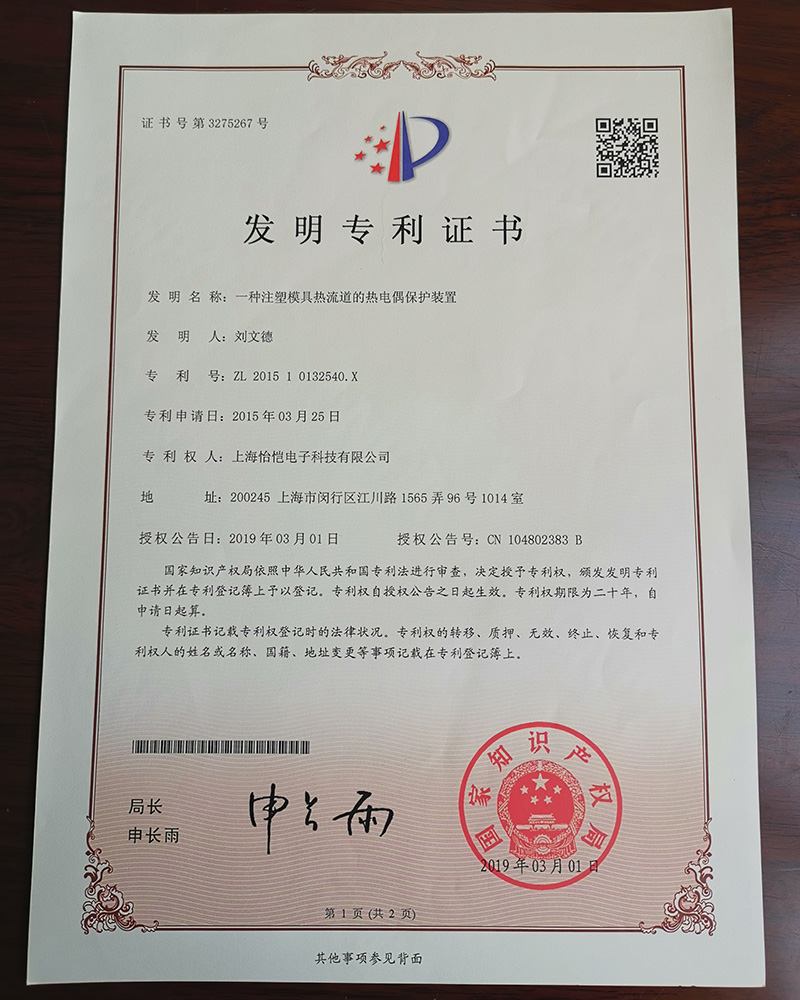 证书号第3275267号
发明专利证书
发明名称：一种注塑模具热流道的热电偶保护装置
发明人：刘文德
专利号：ZL 2015 1 0132540.X
专利申请日：2015年03月25日
专利权人：上海怡恺电子科技有限公司
地址：200245 上海市闵行区江川路1565弄96号1014室
授权公告日：2019年03月01日 授权公告号：CN 104802383 B
国家知识产权局依照中华人民共和国专利法进行审查，决定授予专利权，颁发发明专利
证书并在专利登记簿上予以登记。专利权自授权公告之日起生效。专利权期限为二十年，自
申请日起算。
专利证书记载专利权登记时的法律状况。专利权的转移、质押、无效、终止、恢复和专
利权人的姓名或名称、国籍、地址变更等事项记载在专利登记簿上。
局长
申长雨
申长雨
国家知识产权局
2019年03月01日
第1页(共2页)
其他事项参见背面